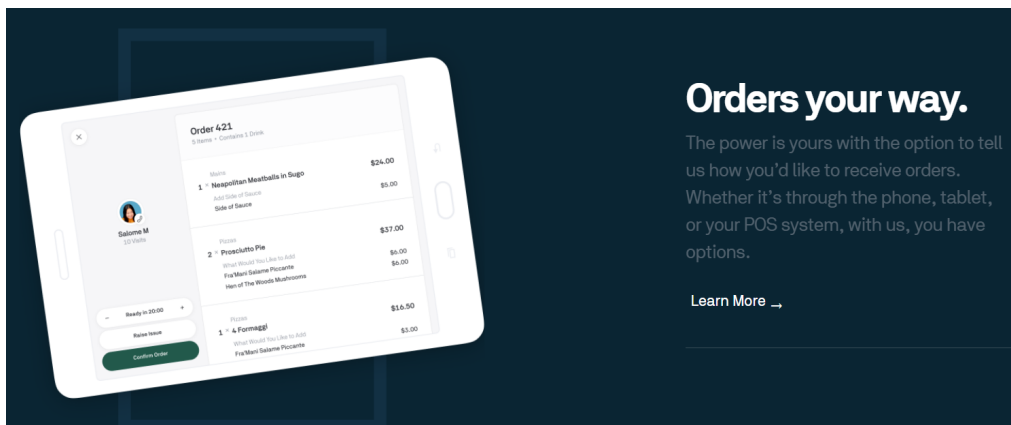 Order 421
5 Items • Contains 1 Drink
Mains
1 × Neapolitan Meatballs in Sugo $24.00
Add Side of Sauce
Side of Sauce $5.00
Pizzas
2 × Prosciutto Pie $37.00
What Would You Like to Add
Fra'Mani Salame Piccante $6.00
Hen of The Woods Mushrooms $6.00
Pizzas
1 × 4 Formaggi $16.50
What Would You Like to Add
Fra'Mani Salame Piccante $3.00
Salome M
10 Visits
− Ready in 20:00 +
Raise Issue
Confirm Order
Orders your way.
The power is yours with the option to tell
us how you’d like to receive orders.
Whether it’s through the phone, tablet,
or your POS system, with us, you have
options.
Learn More →